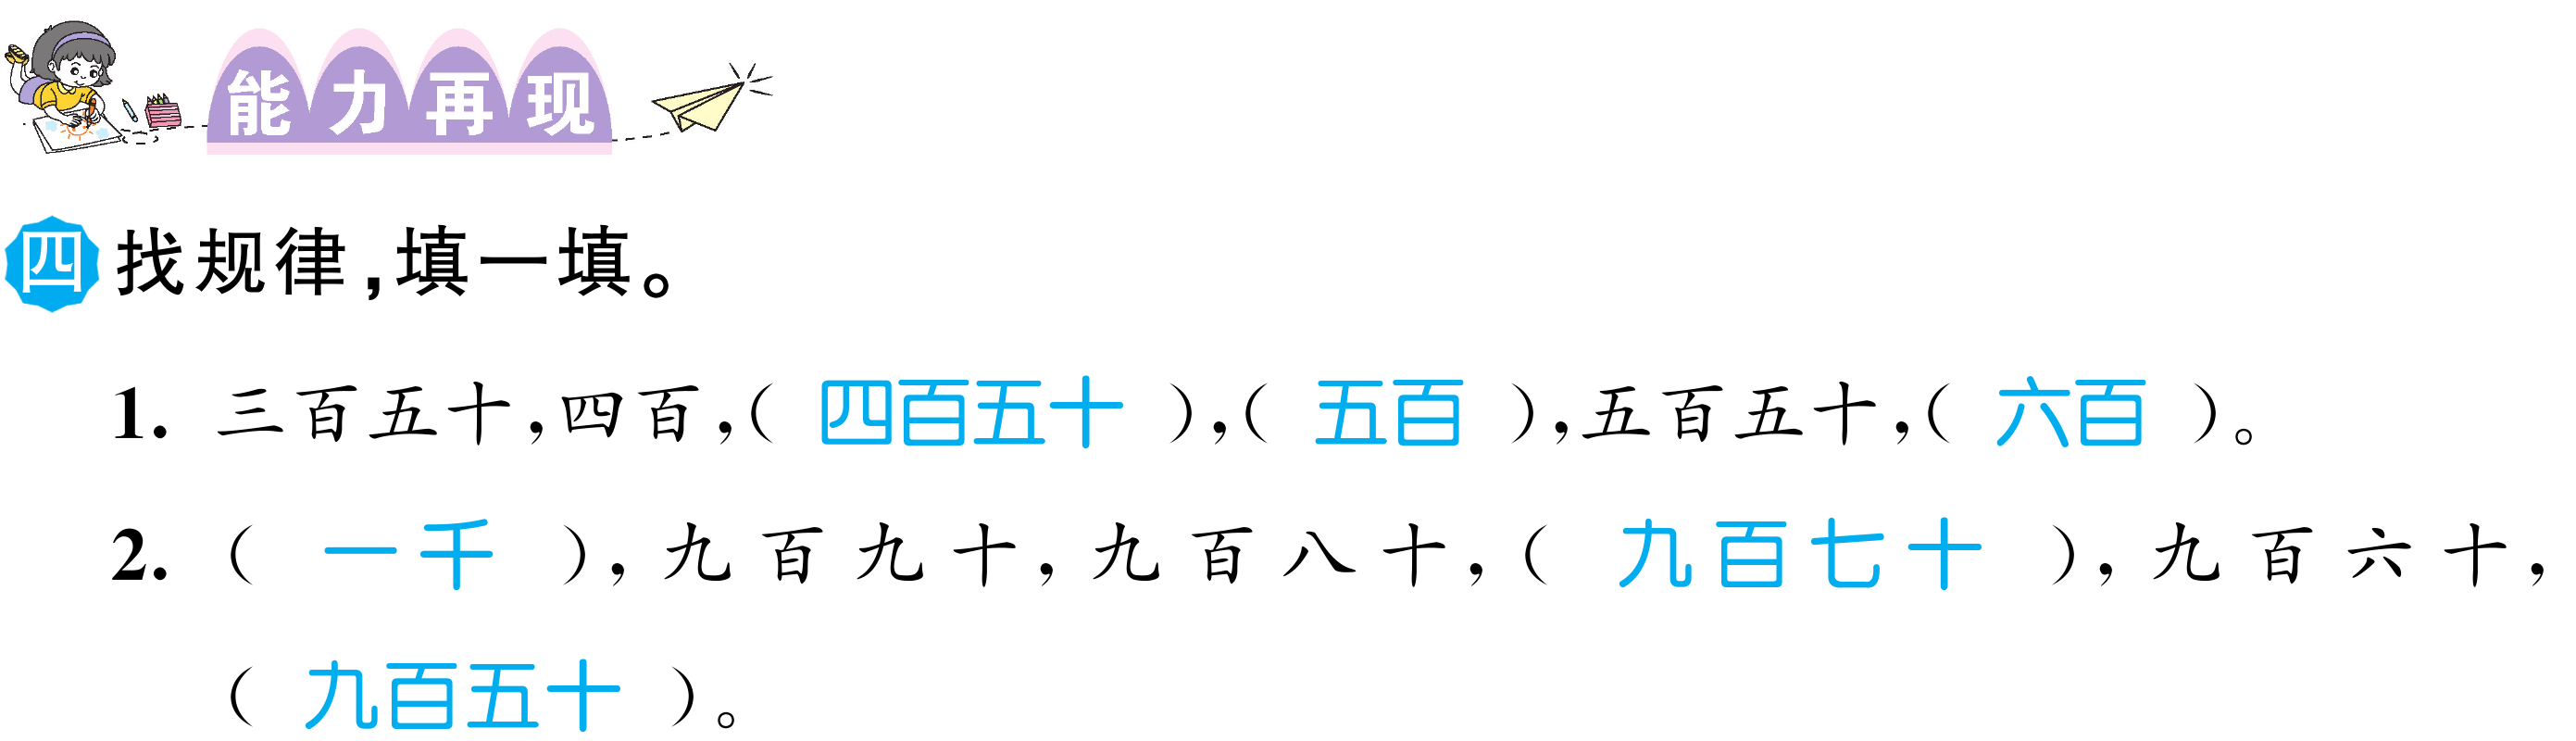 能力再现
四 找规律,填一填。
1. 三百五十,四百,( 四百五十 ),( 五百 ),五百五十,( 六百 )。
2. ( 一千 ),九百九十,九百八十,( 九百七十 ),九百六十,
( 九百五十 )。